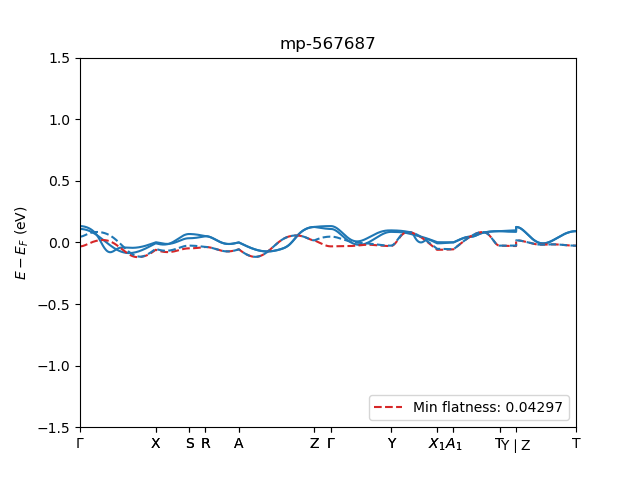 mp-567687
E − E_F (eV)
1.5
1.0
0.5
0.0
−0.5
−1.0
−1.5
Min flatness: 0.04297
Γ X S R A Z Γ Y X₁ A₁ T Y | Z T